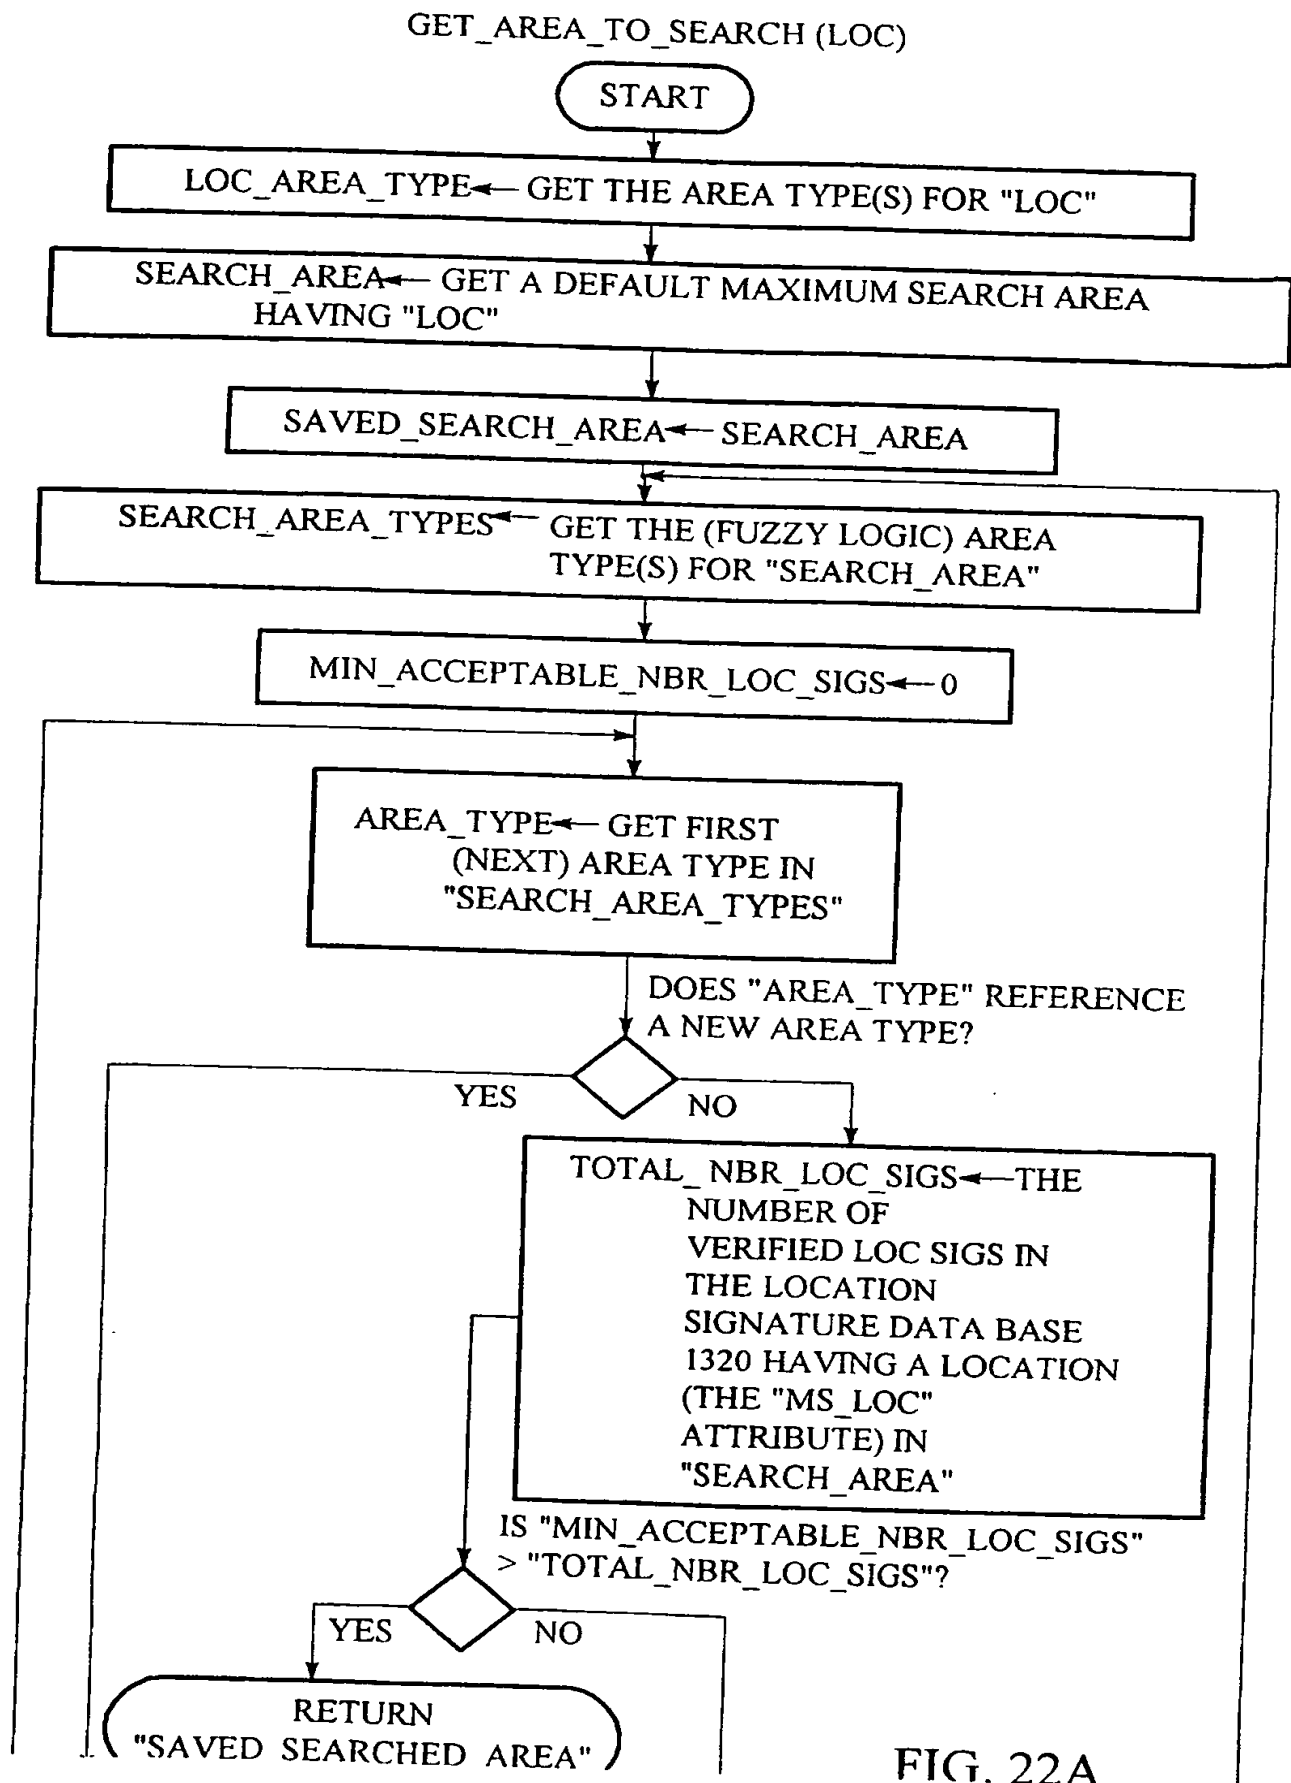 GET_AREA_TO_SEARCH (LOC)
START
LOC_AREA_TYPE← GET THE AREA TYPE(S) FOR "LOC"
SEARCH_AREA← GET A DEFAULT MAXIMUM SEARCH AREA
HAVING "LOC"
SAVED_SEARCH_AREA← SEARCH_AREA
SEARCH_AREA_TYPES← GET THE (FUZZY LOGIC) AREA
TYPE(S) FOR "SEARCH_AREA"
MIN_ACCEPTABLE_NBR_LOC_SIGS← 0
AREA_TYPE← GET FIRST
(NEXT) AREA TYPE IN
"SEARCH_AREA_TYPES"
DOES "AREA_TYPE" REFERENCE
A NEW AREA TYPE?
YES
NO
TOTAL_ NBR_LOC_SIGS←THE
NUMBER OF
VERIFIED LOC SIGS IN
THE LOCATION
SIGNATURE DATA BASE
1320 HAVING A LOCATION
(THE "MS_LOC"
ATTRIBUTE) IN
"SEARCH_AREA"
IS "MIN_ACCEPTABLE_NBR_LOC_SIGS"
> "TOTAL_NBR_LOC_SIGS"?
YES
NO
RETURN
"SAVED SEARCHED AREA"
FIG. 22A